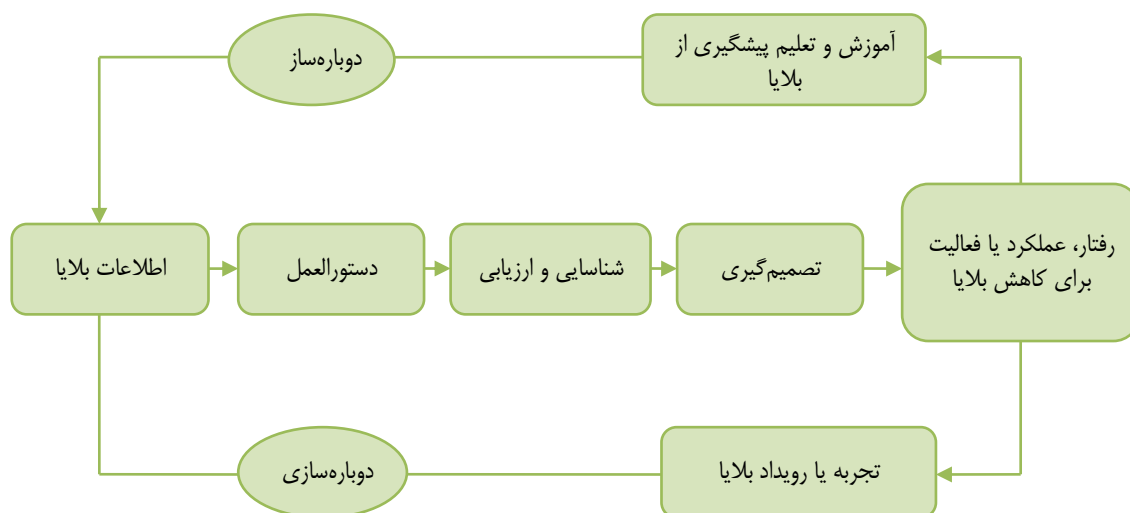 آموزش و تعلیم پیشگیری از
بلایا
دوباره‌ساز
رفتار، عملکرد یا فعالیت
برای کاهش بلایا
تصمیم‌گیری
شناسایی و ارزیابی
دستورالعمل
اطلاعات بلایا
تجربه یا رویداد بلایا
دوباره‌سازی